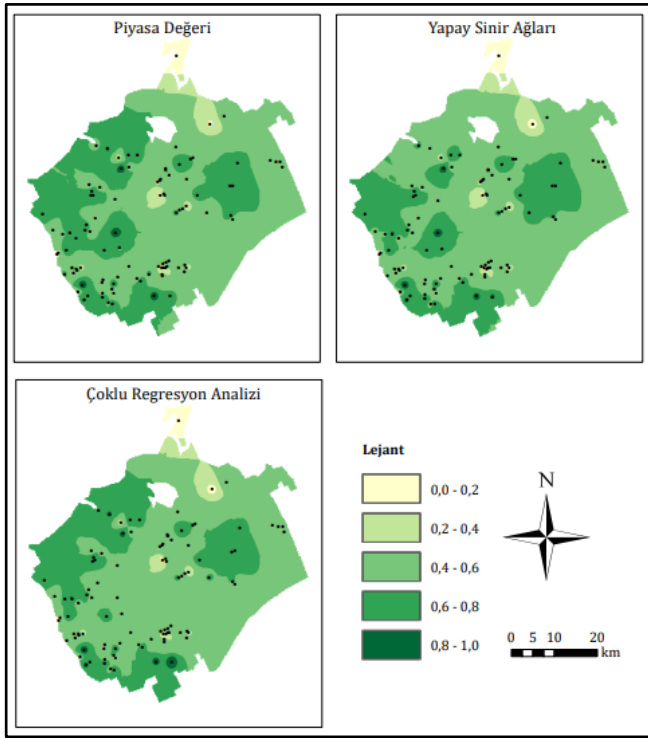 Piyasa Değeri
Yapay Sinir Ağları
Çoklu Regresyon Analizi
Lejant
0,0 - 0,2
0,2 - 0,4
0,4 - 0,6
0,6 - 0,8
0,8 - 1,0
N
0 5 10 20
km